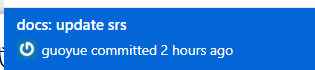 docs: update srs
guoyue committed 2 hours ago